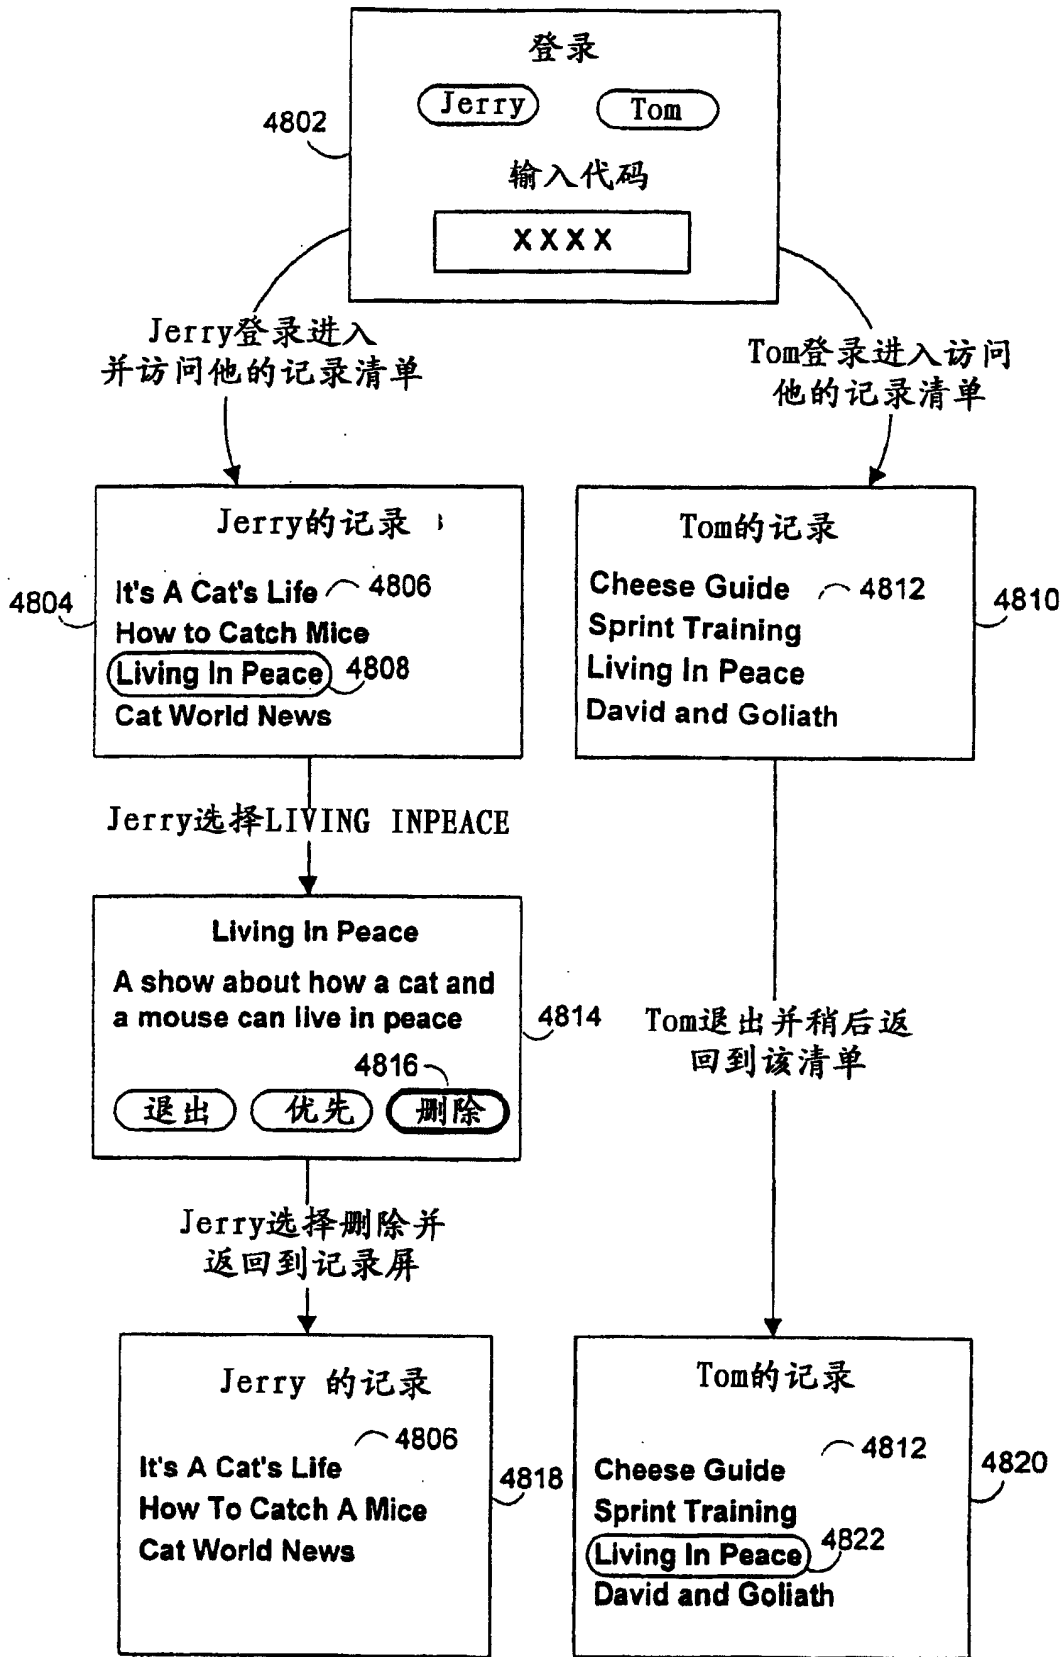 登录
Jerry
Tom
4802
输入代码
XXXX
Jerry登录进入
并访问他的记录清单
Tom登录进入访问
他的记录清单
Jerry的记录
It's A Cat's Life
4806
4804
How to Catch Mice
Living In Peace
4808
Cat World News
Tom的记录
Cheese Guide
4812
4810
Sprint Training
Living In Peace
David and Goliath
Jerry选择LIVING INPEACE
Living In Peace
A show about how a cat and
a mouse can live in peace
4814
4816
退出
优先
删除
Tom退出并稍后返
回到该清单
Jerry选择删除并
返回到记录屏
Jerry 的记录
4806
It's A Cat's Life
4818
How To Catch A Mice
Cat World News
Tom的记录
4812
4820
Cheese Guide
Sprint Training
Living In Peace
4822
David and Goliath